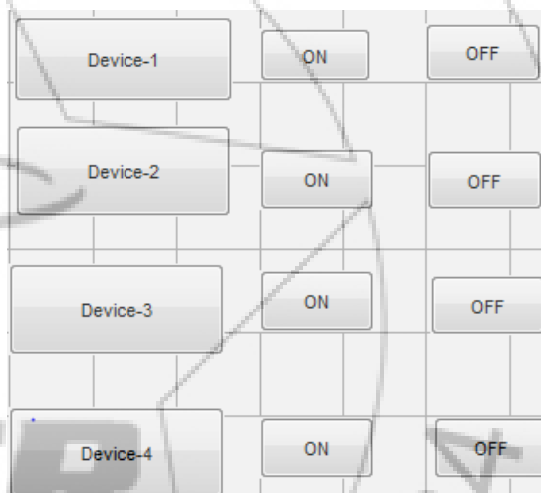 Device-1 ON OFF
Device-2 ON OFF
Device-3 ON OFF
Device-4 ON OFF